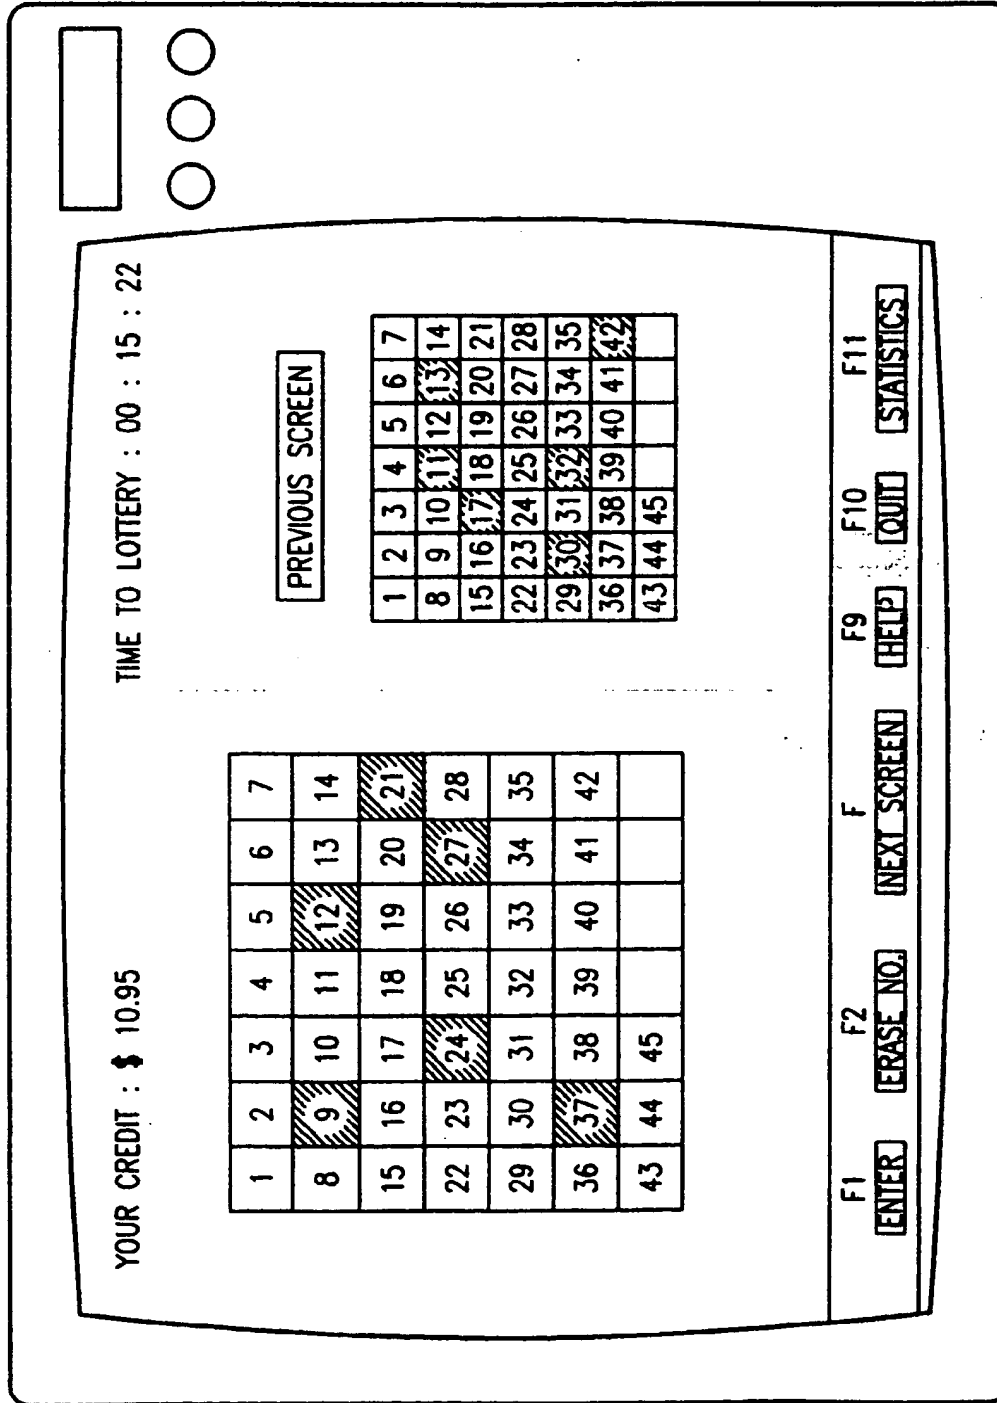 YOUR CREDIT : $ 10.95
TIME TO LOTTERY : 00 : 15 : 22
1 2 3 4 5 6 7
8 9 10 11 12 13 14
15 16 17 18 19 20 21
22 23 24 25 26 27 28
29 30 31 32 33 34 35
36 37 38 39 40 41 42
43 44 45
PREVIOUS SCREEN
1 2 3 4 5 6 7
8 9 10 11 12 13 14
15 16 17 18 19 20 21
22 23 24 25 26 27 28
29 30 31 32 33 34 35
36 37 38 39 40 41 42
43 44 45
F1 F2 F F9 F10 F11
ENTER ERASE NO. NEXT SCREEN HELP QUIT STATISTICS